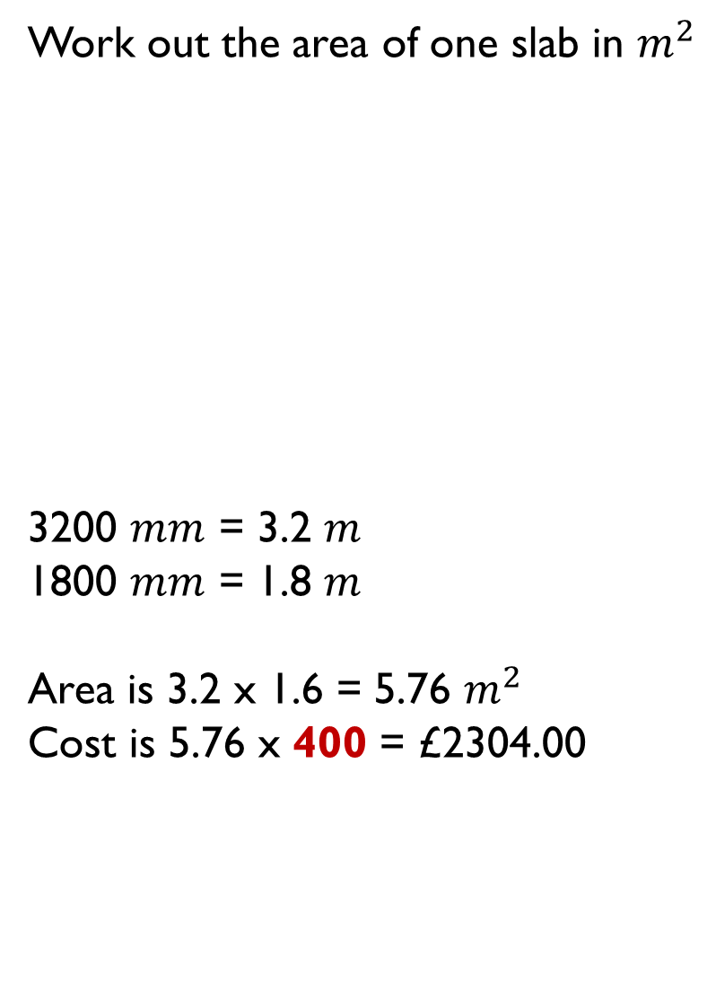 Work out the area of one slab in m²
3200 mm = 3.2 m
1800 mm = 1.8 m
Area is 3.2 x 1.6 = 5.76 m²
Cost is 5.76 x 400 = £2304.00